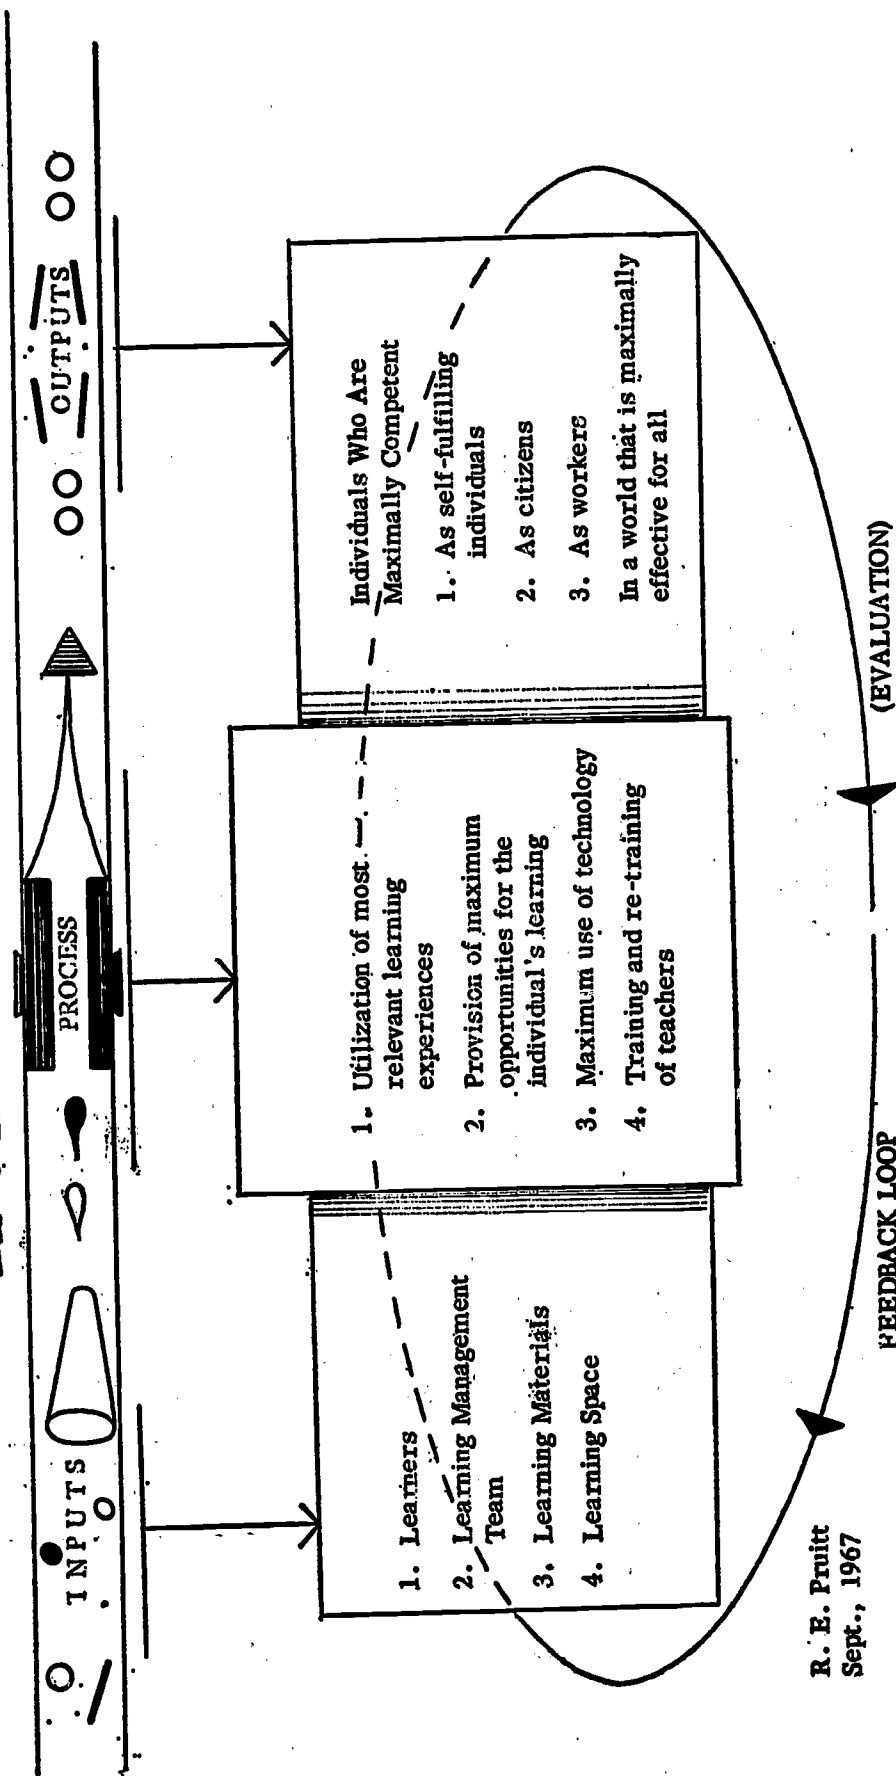 INPUTS
PROCESS
OUTPUTS
1. Learners
2. Learning Management
Team
3. Learning Materials
4. Learning Space
1. Utilization of most
relevant learning
experiences
2. Provision of maximum
opportunities for the
individual's learning
3. Maximum use of technology
4. Training and re-training
of teachers
Individuals Who Are
Maximally Competent
1. As self-fulfilling
individuals
2. As citizens
3. As workers
In a world that is maximally
effective for all
R. E. Pruitt
Sept., 1967
FEEDBACK LOOP
(EVALUATION)